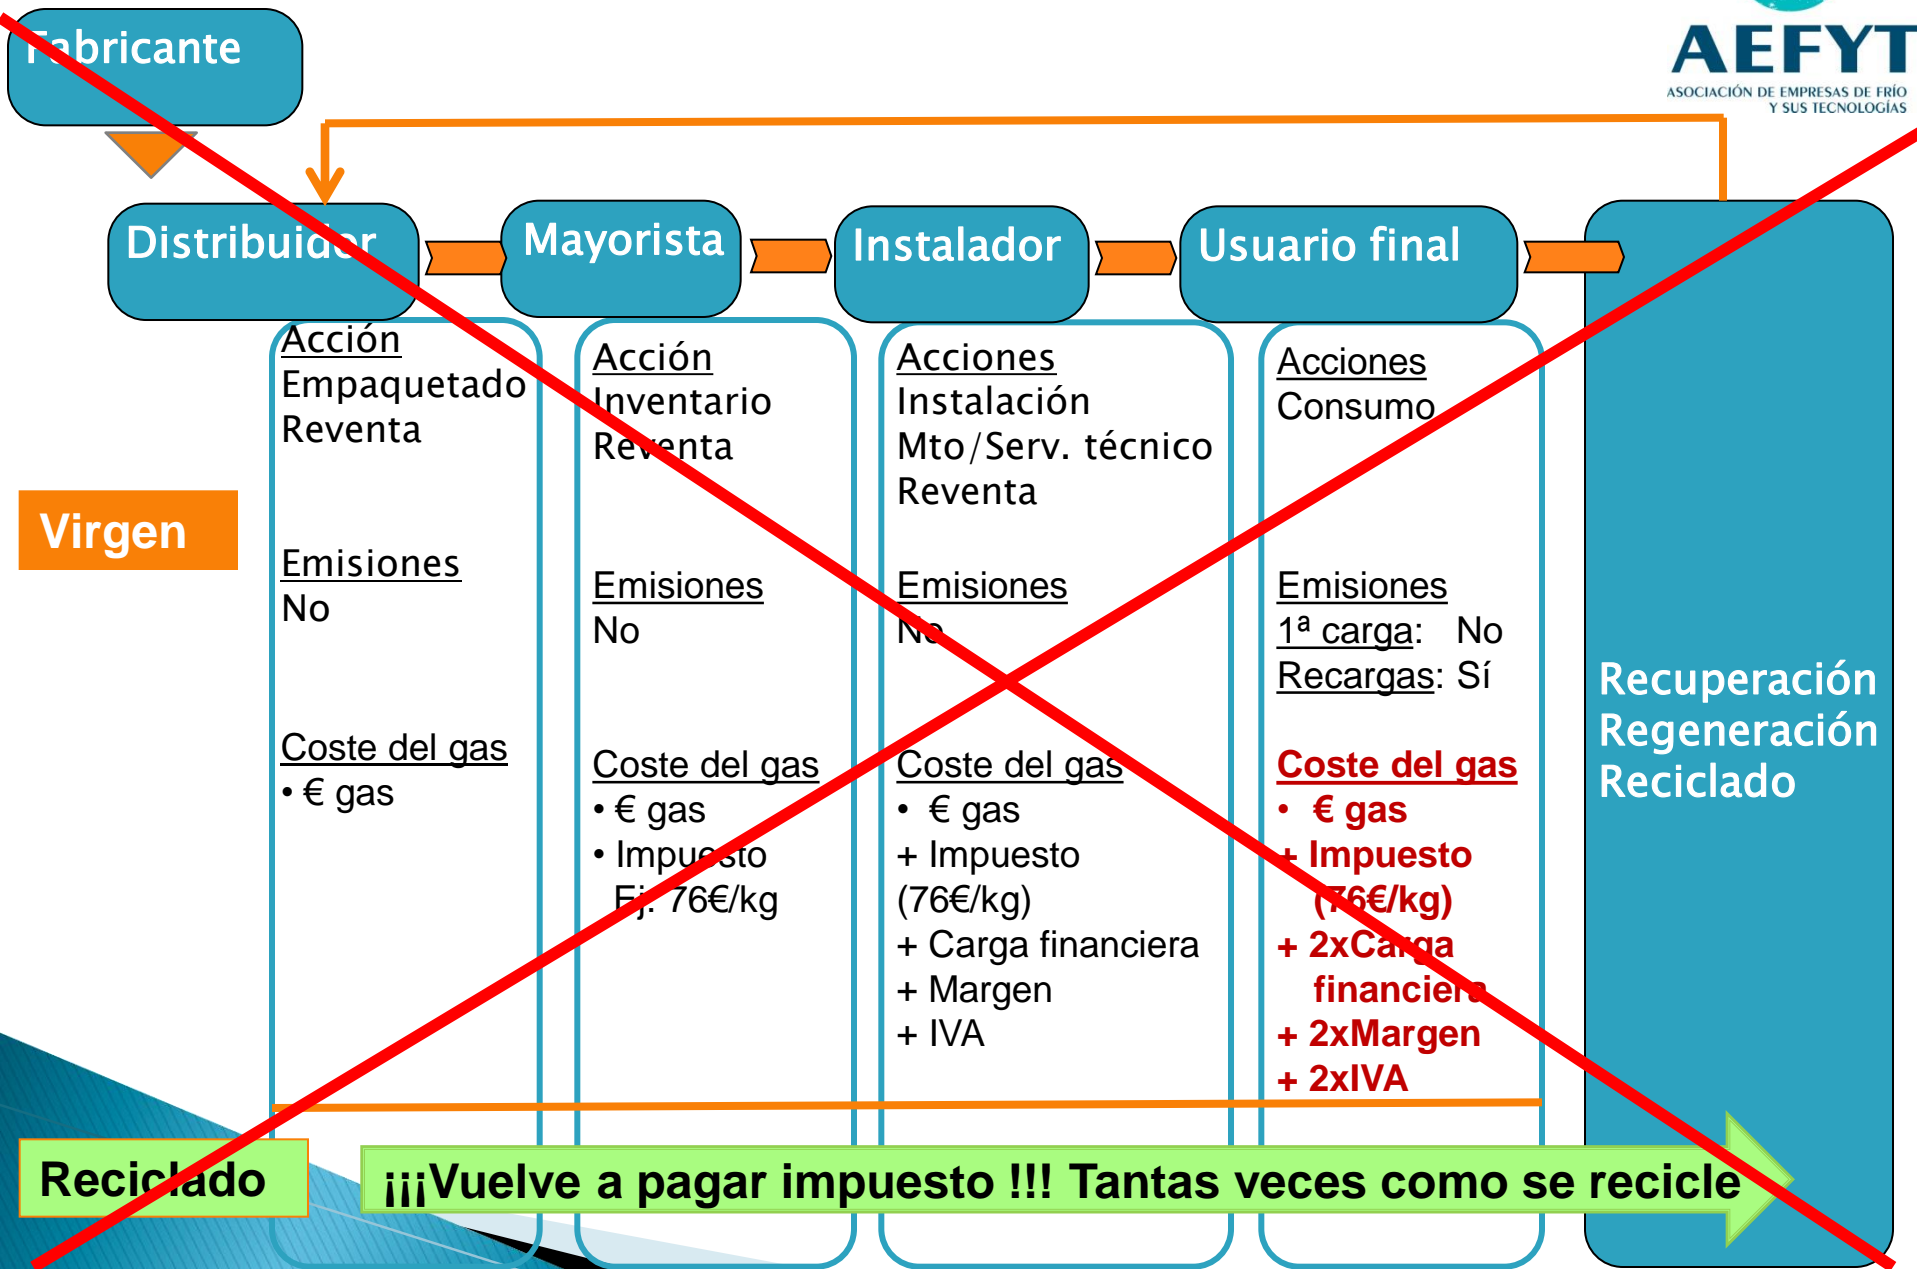 Fabricante
AEFYT
ASOCIACIÓN DE EMPRESAS DE FRÍO
Y SUS TECNOLOGÍAS
Distribuidor
Mayorista
Instalador
Usuario final
Acción
Empaquetado
Reventa
Emisiones
No
Coste del gas
• € gas
Acción
Inventario
Reventa
Emisiones
No
Coste del gas
• € gas
• Impuesto
Ej. 76€/kg
Acciones
Instalación
Mto/Serv. técnico
Reventa
Emisiones
No
Coste del gas
• € gas
+ Impuesto
(76€/kg)
+ Carga financiera
+ Margen
+ IVA
Acciones
Consumo
Emisiones
1ª carga: No
Recargas: Sí
Coste del gas
• € gas
+ Impuesto
(76€/kg)
+ 2xCarga
financiera
+ 2xMargen
+ 2xIVA
Recuperación
Regeneración
Reciclado
Virgen
Reciclado
¡¡¡Vuelve a pagar impuesto !!! Tantas veces como se recicle